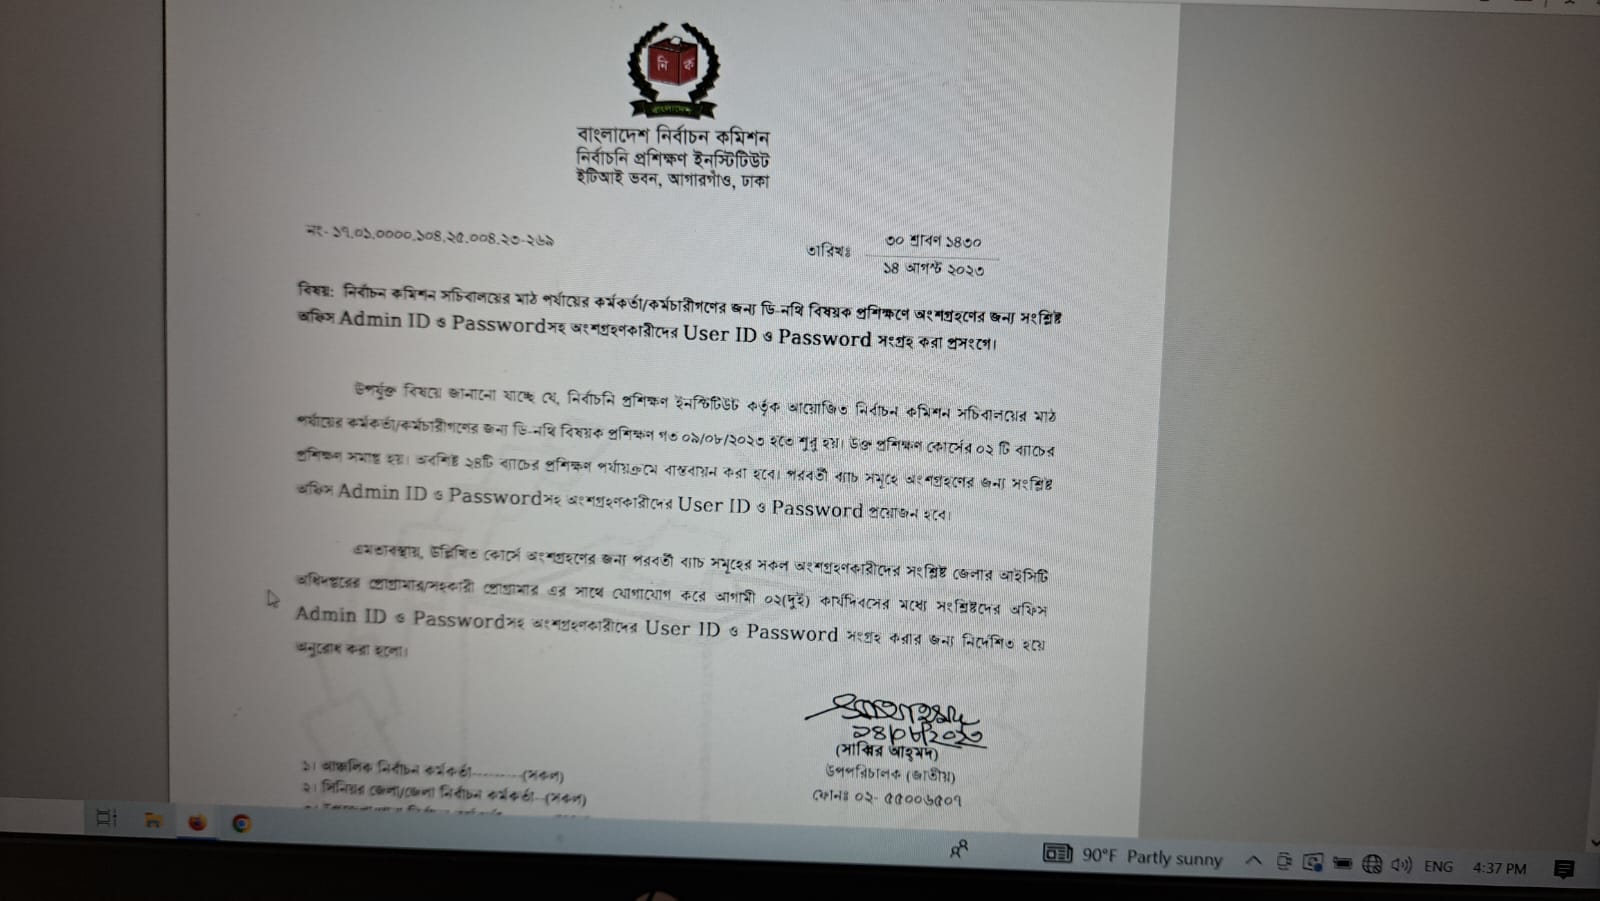 নি ক
বাংলাদেশ
বাংলাদেশ নির্বাচন কমিশন
নির্বাচনি প্রশিক্ষণ ইনস্টিটিউট
ইটিআই ভবন, আগারগাঁও, ঢাকা
নং- ১৭.০১.০০০০.১০৪.২৫.০০৪.২৩-২৬৯
তারিখঃ ৩০ শ্রাবণ ১৪৩০
১৪ আগস্ট ২০২৩
বিষয়: নির্বাচন কমিশন সচিবালয়ের মাঠ পর্যায়ের কর্মকর্তা/কর্মচারীগণের জন্য ডি-নথি বিষয়ক প্রশিক্ষণে অংশগ্রহণের জন্য সংশ্লিষ্ট
অফিস Admin ID ও Passwordসহ অংশগ্রহণকারীদের User ID ও Password সংগ্রহ করা প্রসংগে।
উপর্যুক্ত বিষয়ে জানানো যাচ্ছে যে, নির্বাচনি প্রশিক্ষণ ইনস্টিটিউট কর্তৃক আয়োজিত নির্বাচন কমিশন সচিবালয়ের মাঠ
পর্যায়ের কর্মকর্তা/কর্মচারীগণের জন্য ডি-নথি বিষয়ক প্রশিক্ষণ গত ০৯/০৮/২০২৩ হতে শুরু হয়। উক্ত প্রশিক্ষণ কোর্সের ০২ টি ব্যাচের
প্রশিক্ষণ সমাপ্ত হয়। অবশিষ্ট ২৪টি ব্যাচের প্রশিক্ষণ পর্যায়ক্রমে বাস্তবায়ন করা হবে। পরবর্তী ব্যাচ সমূহে অংশগ্রহণের জন্য সংশ্লিষ্ট
অফিস Admin ID ও Passwordসহ অংশগ্রহণকারীদের User ID ও Password প্রয়োজন হবে।
এমতাবস্থায়, উল্লিখিত কোর্সে অংশগ্রহণের জন্য পরবর্তী ব্যাচ সমূহের সকল অংশগ্রহণকারীদের সংশ্লিষ্ট জেলার আইসিটি
অধিদপ্তরের প্রোগ্রামার/সহকারী প্রোগ্রামার এর সাথে যোগাযোগ করে আগামী ০২(দুই) কার্যদিবসের মধ্যে সংশ্লিষ্টদের অফিস
Admin ID ও Passwordসহ অংশগ্রহণকারীদের User ID ও Password সংগ্রহ করার জন্য নির্দেশিত হয়ে
অনুরোধ করা হলো।
১৪/০৮/২০২৩
(সাব্বির আহমদ)
উপপরিচালক (জাতীয়)
ফোনঃ ০২- ৫৫০০৬৫০৭
১। আঞ্চলিক নির্বাচন কর্মকর্তা..........(সকল)
২। সিনিয়র জেলা/জেলা নির্বাচন কর্মকর্তা--(সকল)
90°F Partly sunny ENG 4:37 PM